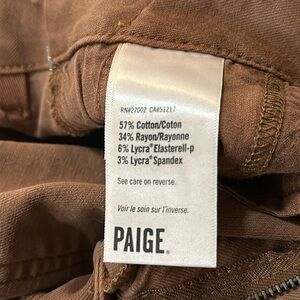 RN#27002 CA#51217
57% Cotton/Coton
34% Rayon/Rayonne
6% Lycra® Elasterell-p
3% Lycra® Spandex
See care on reverse.
Voir le soin sur l'inverse.
PAIGE.